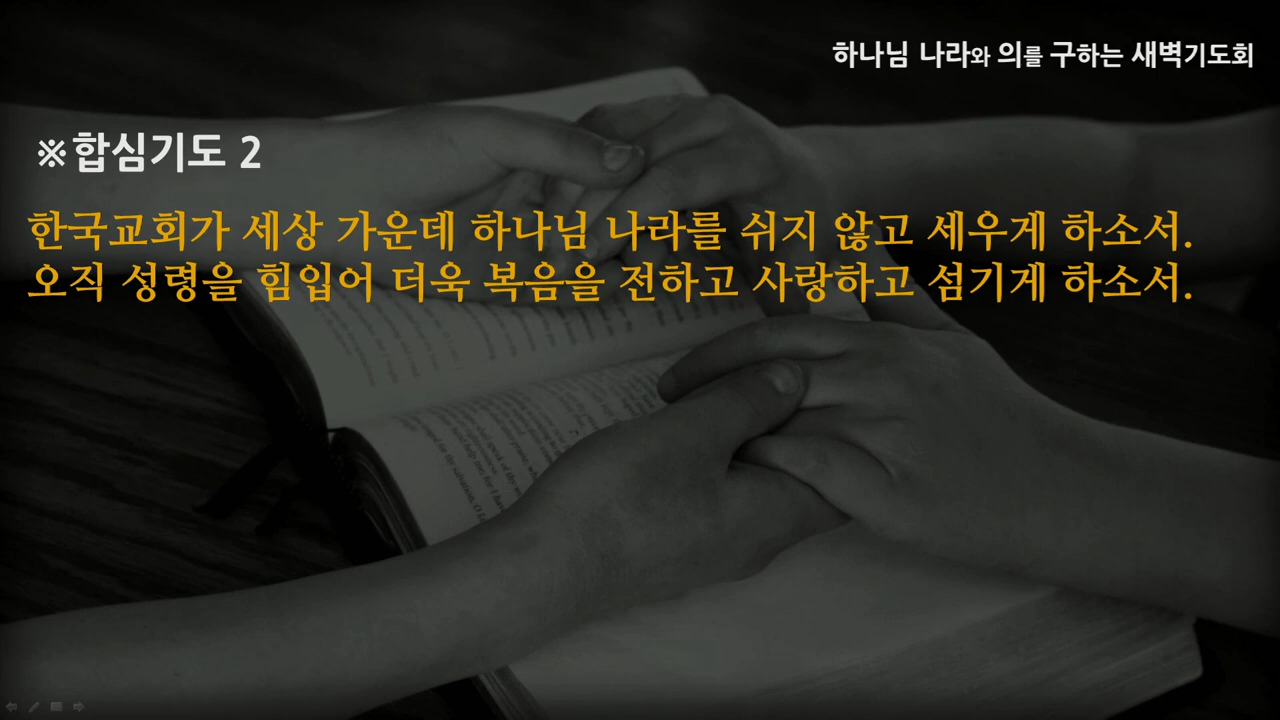 하나님 나라와 의를 구하는 새벽기도회
※합심기도 2
한국교회가 세상 가운데 하나님 나라를 쉬지 않고 세우게 하소서.
오직 성령을 힘입어 더욱 복음을 전하고 사랑하고 섬기게 하소서.